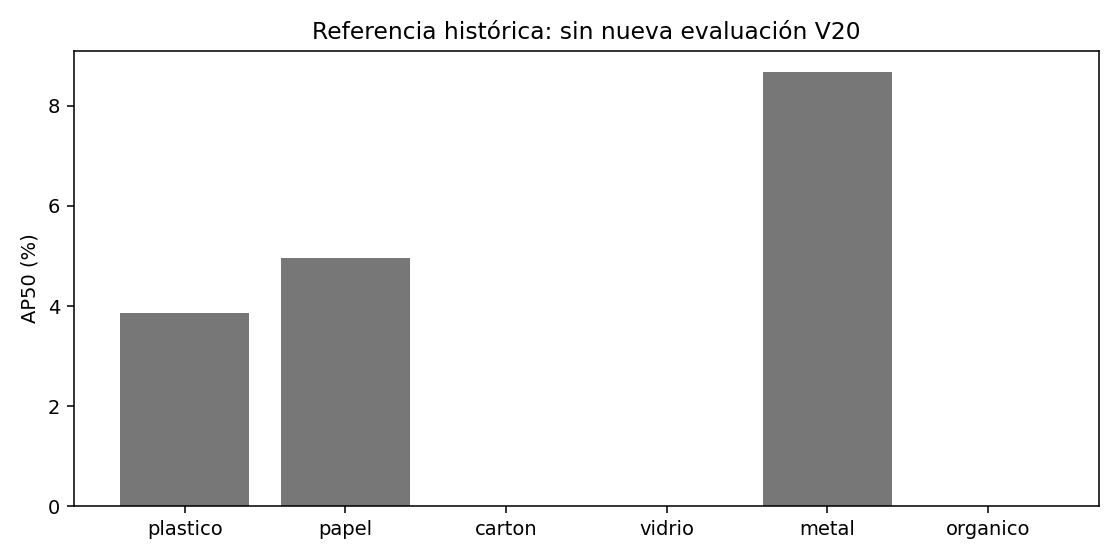 Referencia histórica: sin nueva evaluación V20
AP50 (%)
8
6
4
2
0
plastico papel carton vidrio metal organico